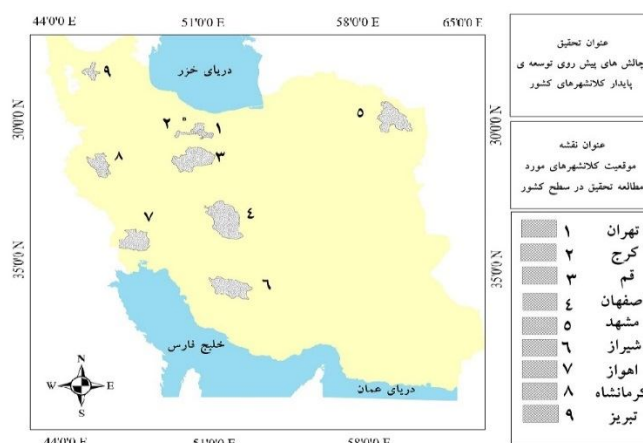 44'0'0 E
51'0'0 E
58'0'0 E
65'0'0 E
30'0'0 N
35'0'0 N
30'0'0 N
35'0'0 N
44'0'0 E
51'0'0 E
58'0'0 E
دریای خزر
۹
۲
۱
۵
۳
۸
۴
۷
۶
خلیج فارس
دریای عمان
N
W
E
S
عنوان تحقیق
چالش های پیش روی توسعه ی
پایدار کلانشهرهای کشور
عنوان نقشه
موقعیت کلانشهرهای مورد
مطالعه تحقیق در سطح کشور
۱ تهران
۲ کرج
۳ قم
۴ صفهان
۵ مشهد
۶ شیراز
۷ اهواز
۸ کرمانشاه
۹ تبریز